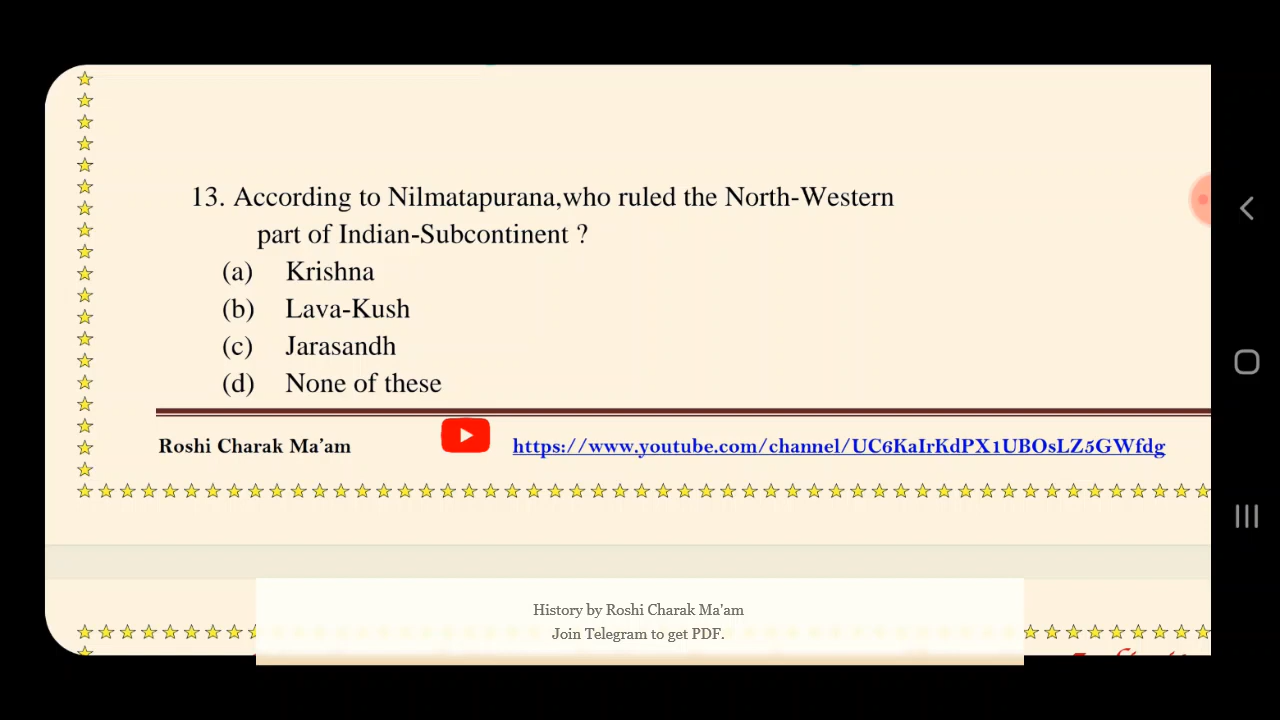 13. According to Nilmatapurana,who ruled the North-Western
part of Indian-Subcontinent ?
(a) Krishna
(b) Lava-Kush
(c) Jarasandh
(d) None of these
Roshi Charak Ma’am https://www.youtube.com/channel/UC6KaIrKdPX1UBOsLZ5GWfdg
History by Roshi Charak Ma'am
Join Telegram to get PDF.